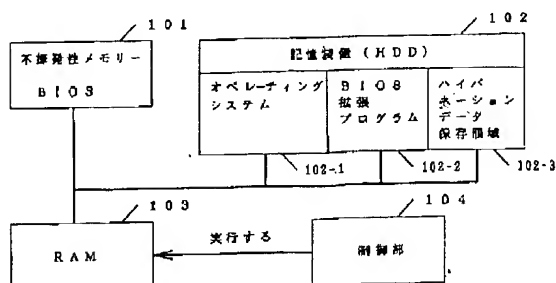 101
不揮発性メモリー
BIOS
102
記憶装置(HDD)
オペレーティング
システム
BIOS
拡張
プログラム
ハイバ
ネーション
データ
保存領域
102-1
102-2
102-3
103
RAM
実行する
104
制御部